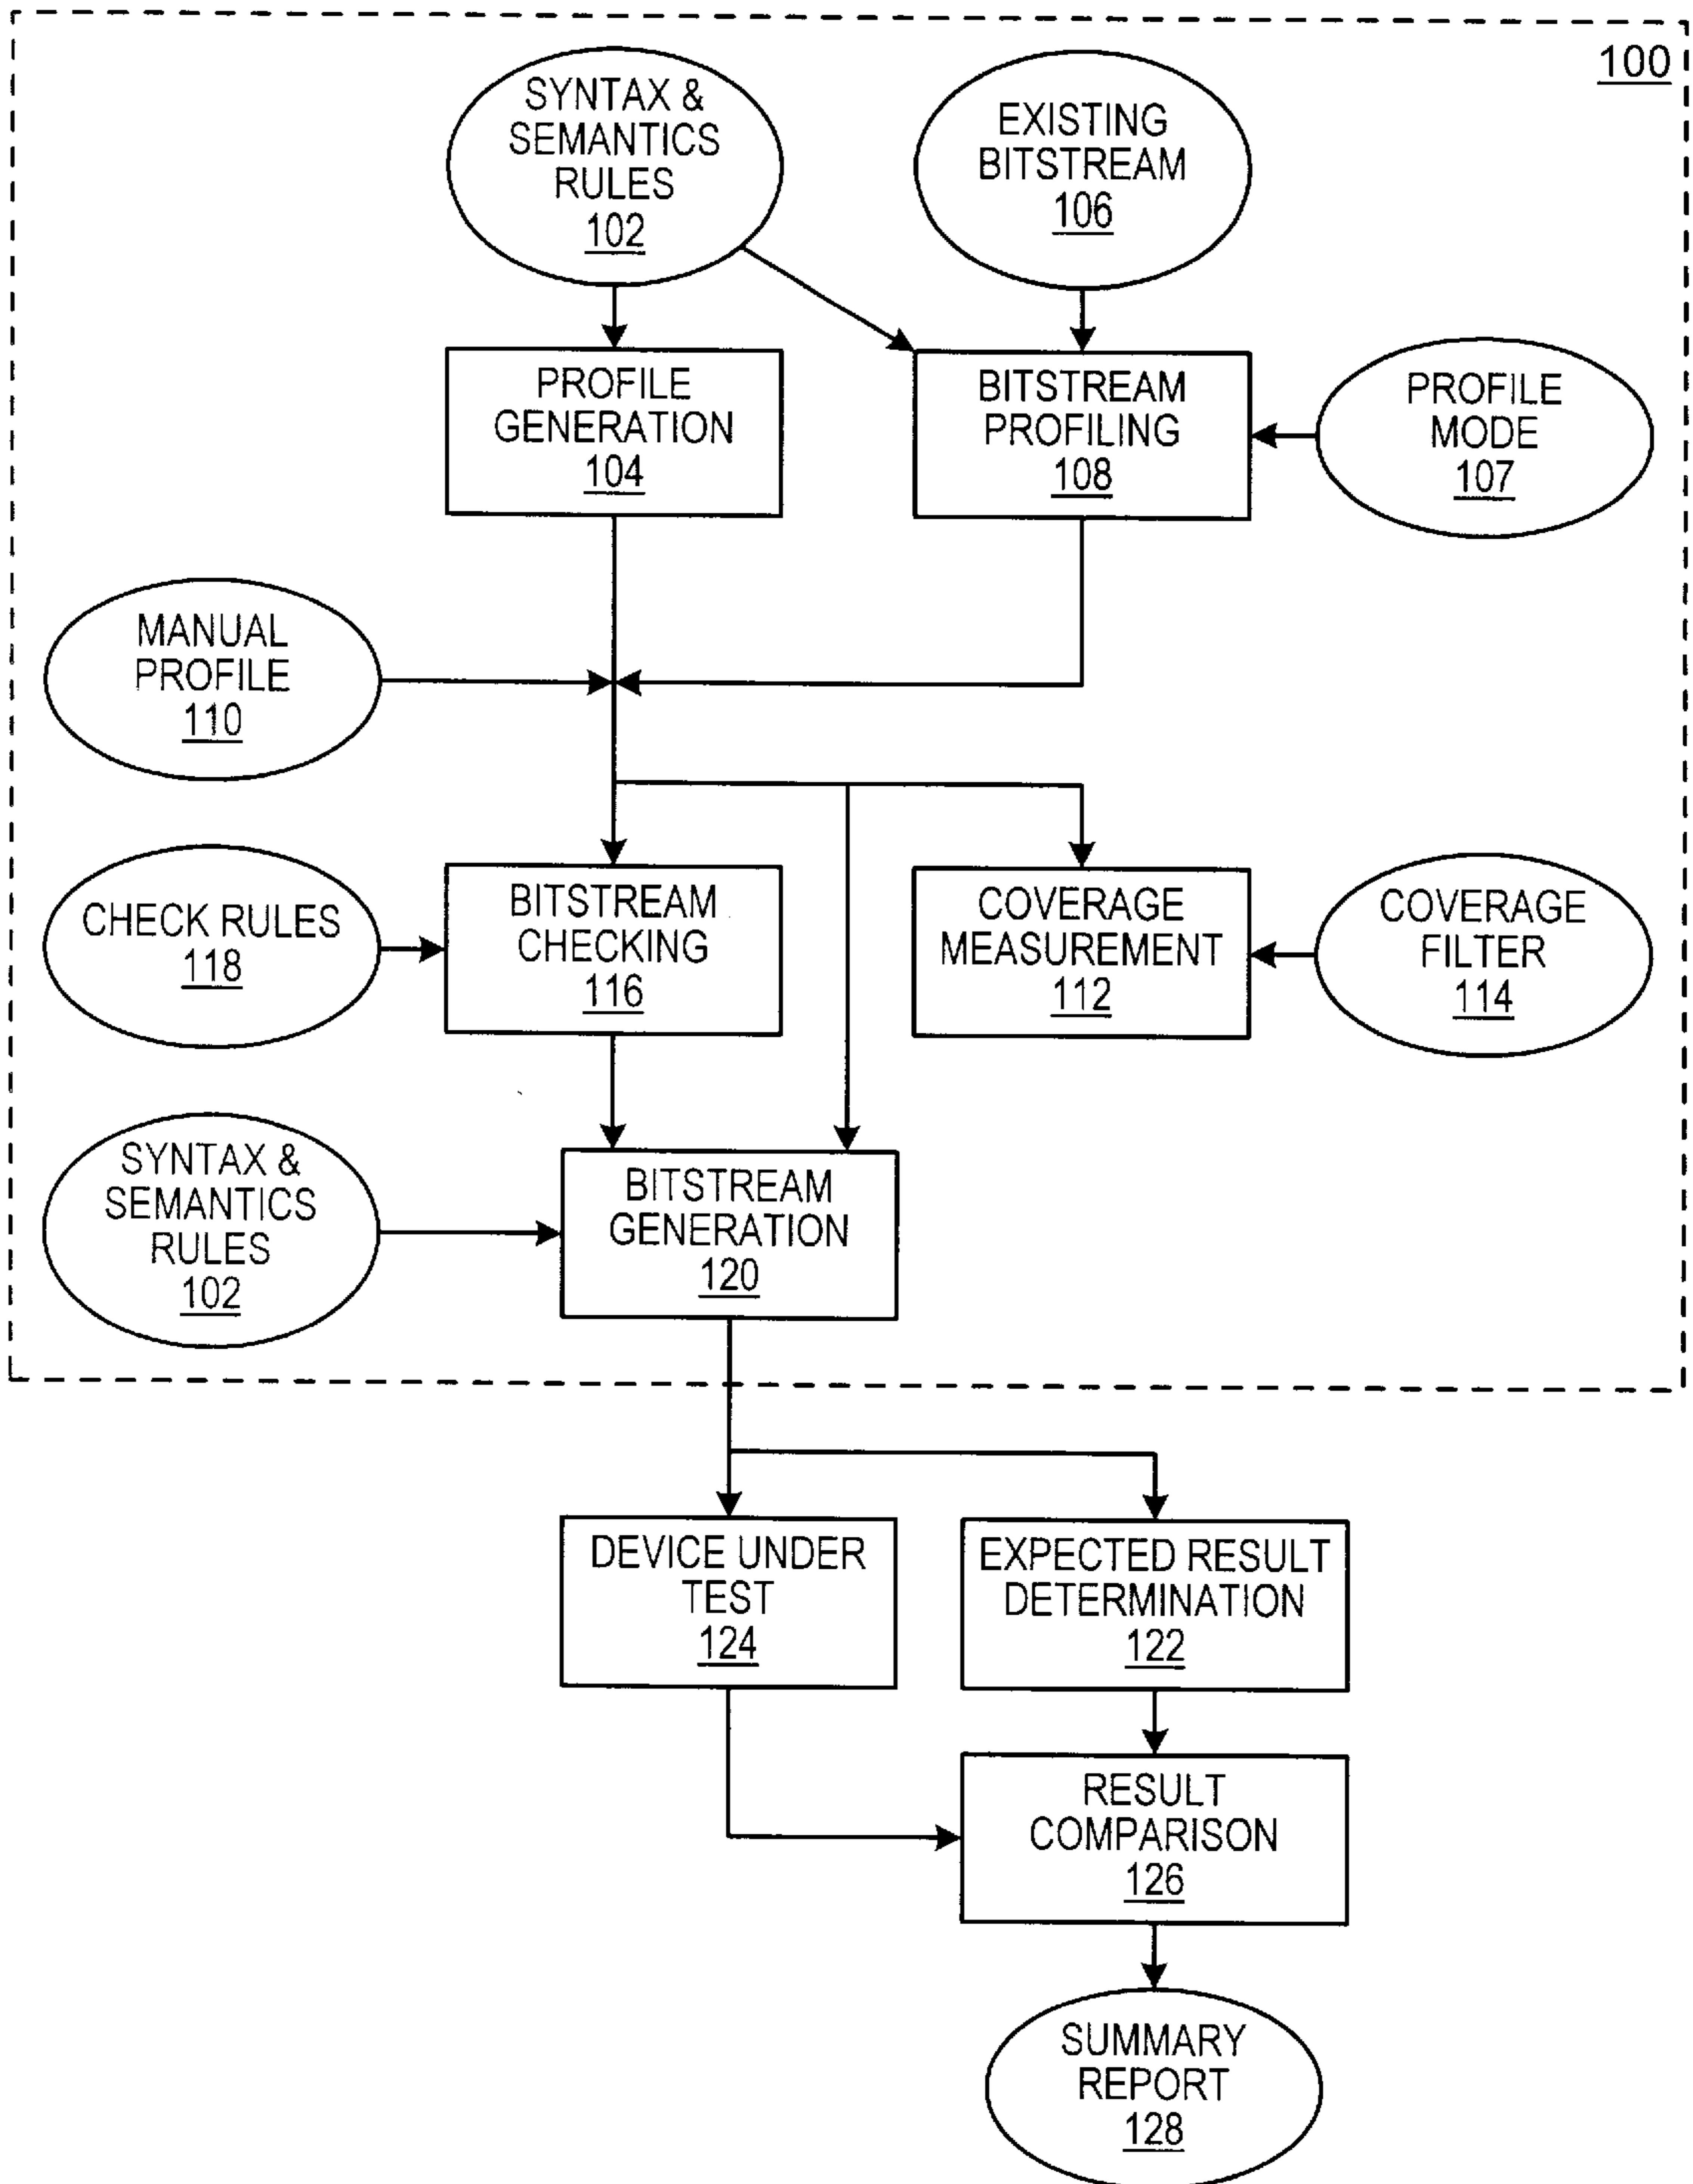 100
SYNTAX &
SEMANTICS
RULES
102
EXISTING
BITSTREAM
106
PROFILE
GENERATION
104
BITSTREAM
PROFILING
108
PROFILE
MODE
107
MANUAL
PROFILE
110
CHECK RULES
118
BITSTREAM
CHECKING
116
COVERAGE
MEASUREMENT
112
COVERAGE
FILTER
114
SYNTAX &
SEMANTICS
RULES
102
BITSTREAM
GENERATION
120
DEVICE UNDER
TEST
124
EXPECTED RESULT
DETERMINATION
122
RESULT
COMPARISON
126
SUMMARY
REPORT
128